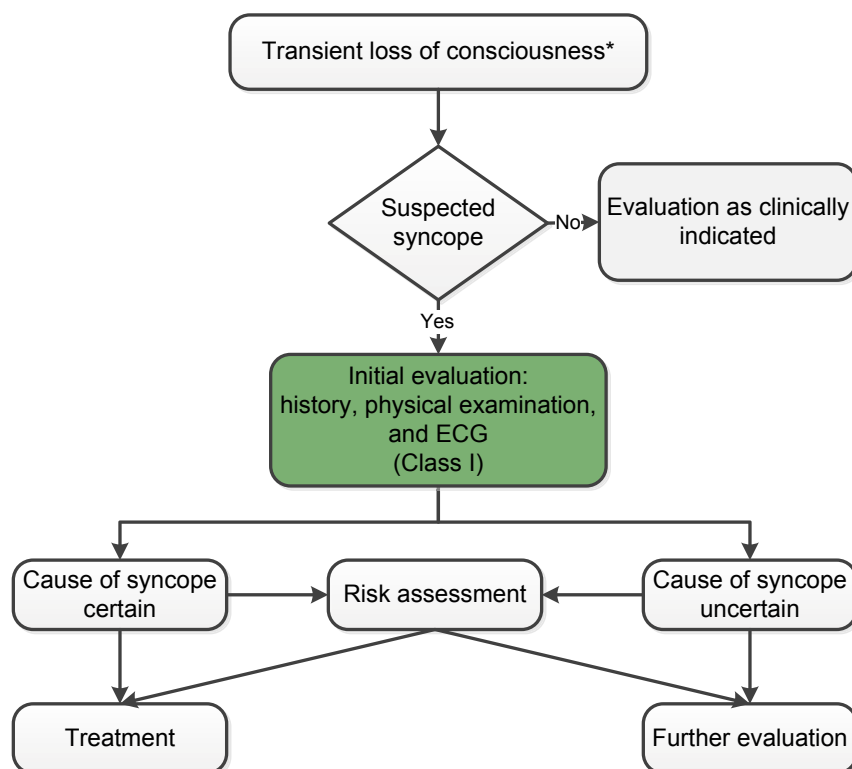 Transient loss of consciousness*
Suspected
syncope
No
Evaluation as clinically
indicated
Yes
Initial evaluation:
history, physical examination,
and ECG
(Class I)
Cause of syncope
certain
Risk assessment
Cause of syncope
uncertain
Treatment
Further evaluation